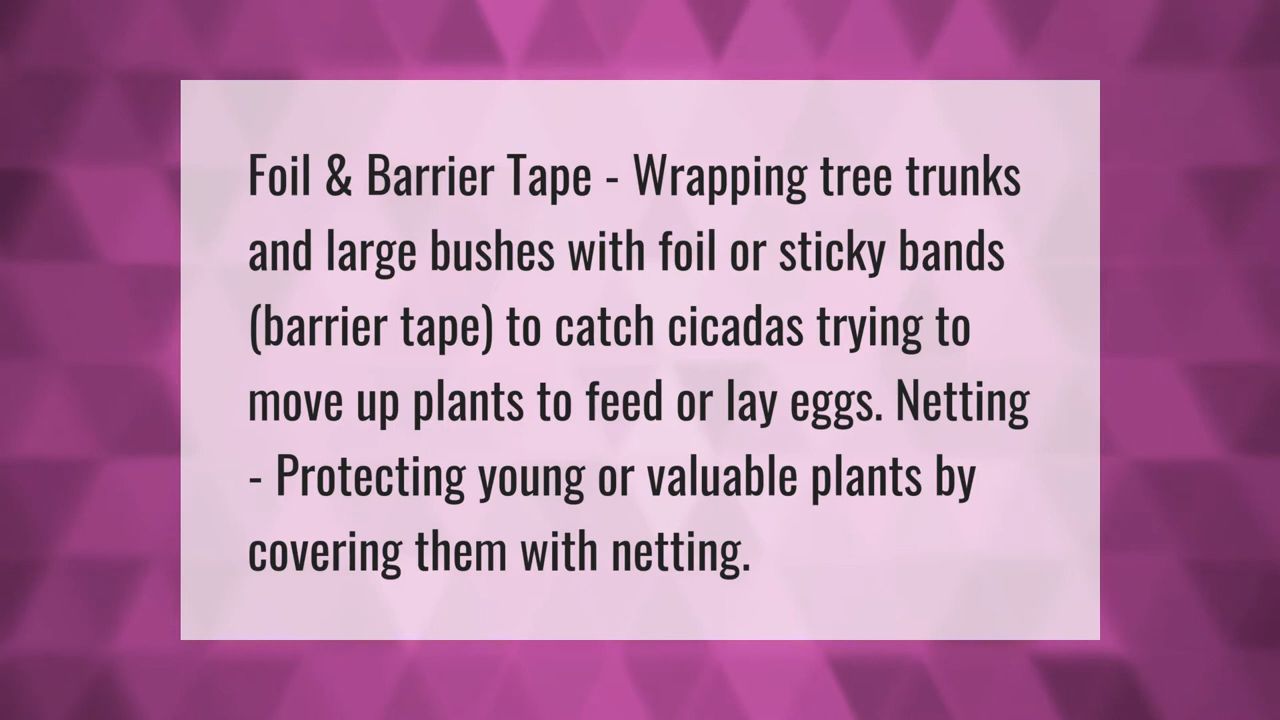 Foil & Barrier Tape - Wrapping tree trunks
and large bushes with foil or sticky bands
(barrier tape) to catch cicadas trying to
move up plants to feed or lay eggs. Netting
- Protecting young or valuable plants by
covering them with netting.